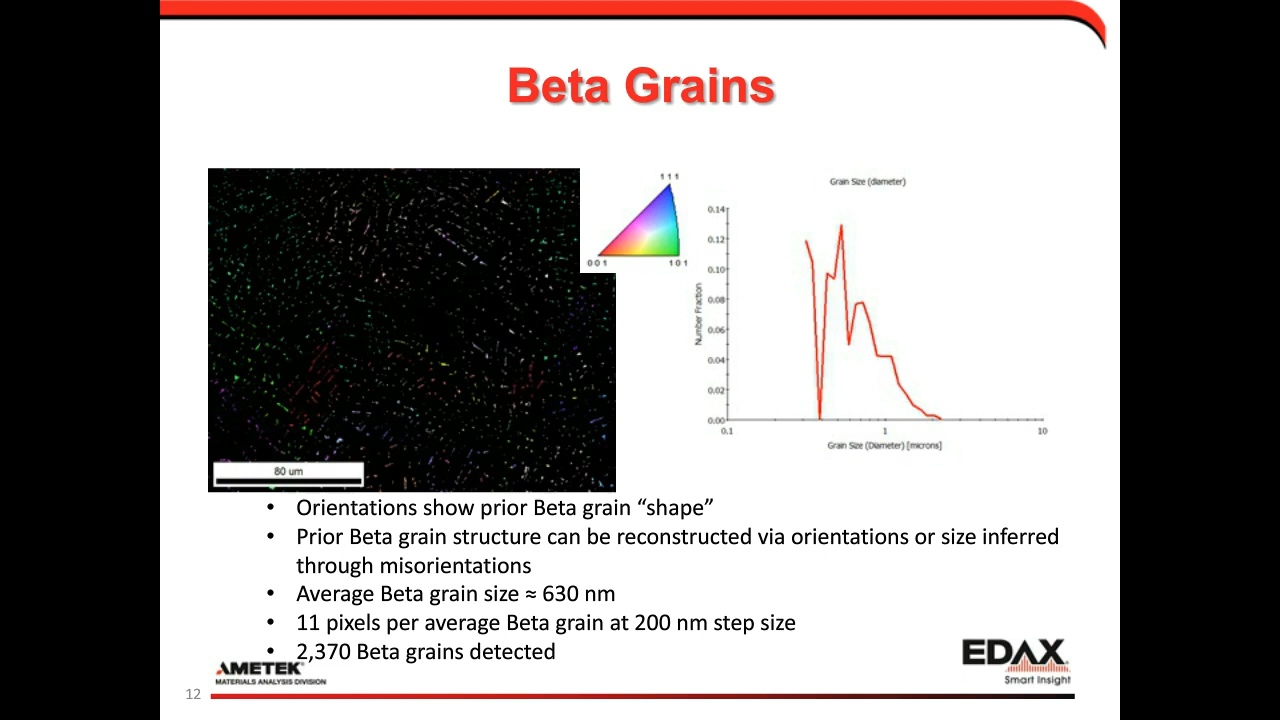 Beta Grains
111
001
101
80 um
Grain Size (diameter)
0.14
0.12
0.10
0.08
0.06
0.04
0.02
0.00
Number Fraction
0.1
1
10
Grain Size (Diameter) [microns]
• Orientations show prior Beta grain “shape”
• Prior Beta grain structure can be reconstructed via orientations or size inferred
through misorientations
• Average Beta grain size ≈ 630 nm
• 11 pixels per average Beta grain at 200 nm step size
• 2,370 Beta grains detected
AMETEK®
MATERIALS ANALYSIS DIVISION
EDAX
Smart Insight
12